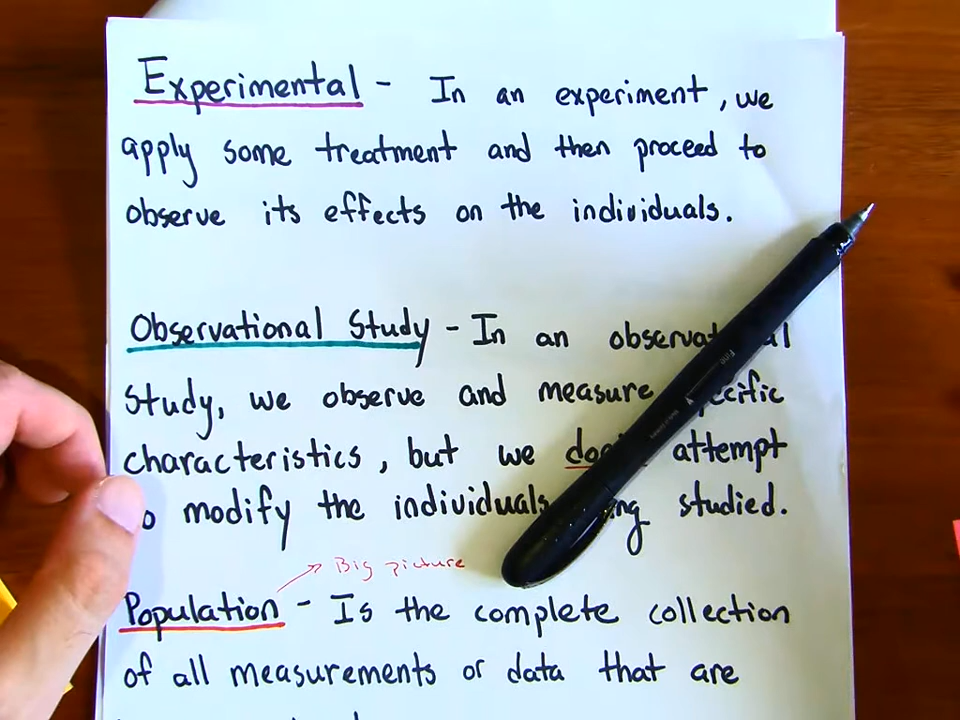 Experimental - In an experiment, we
apply some treatment and then proceed to
observe its effects on the individuals.
Observational Study - In an
Study, we observe and measure
characteristics, but we attempt
modify the individuals studied.
Big picture
Population - Is the complete collection
of all measurements or data that are